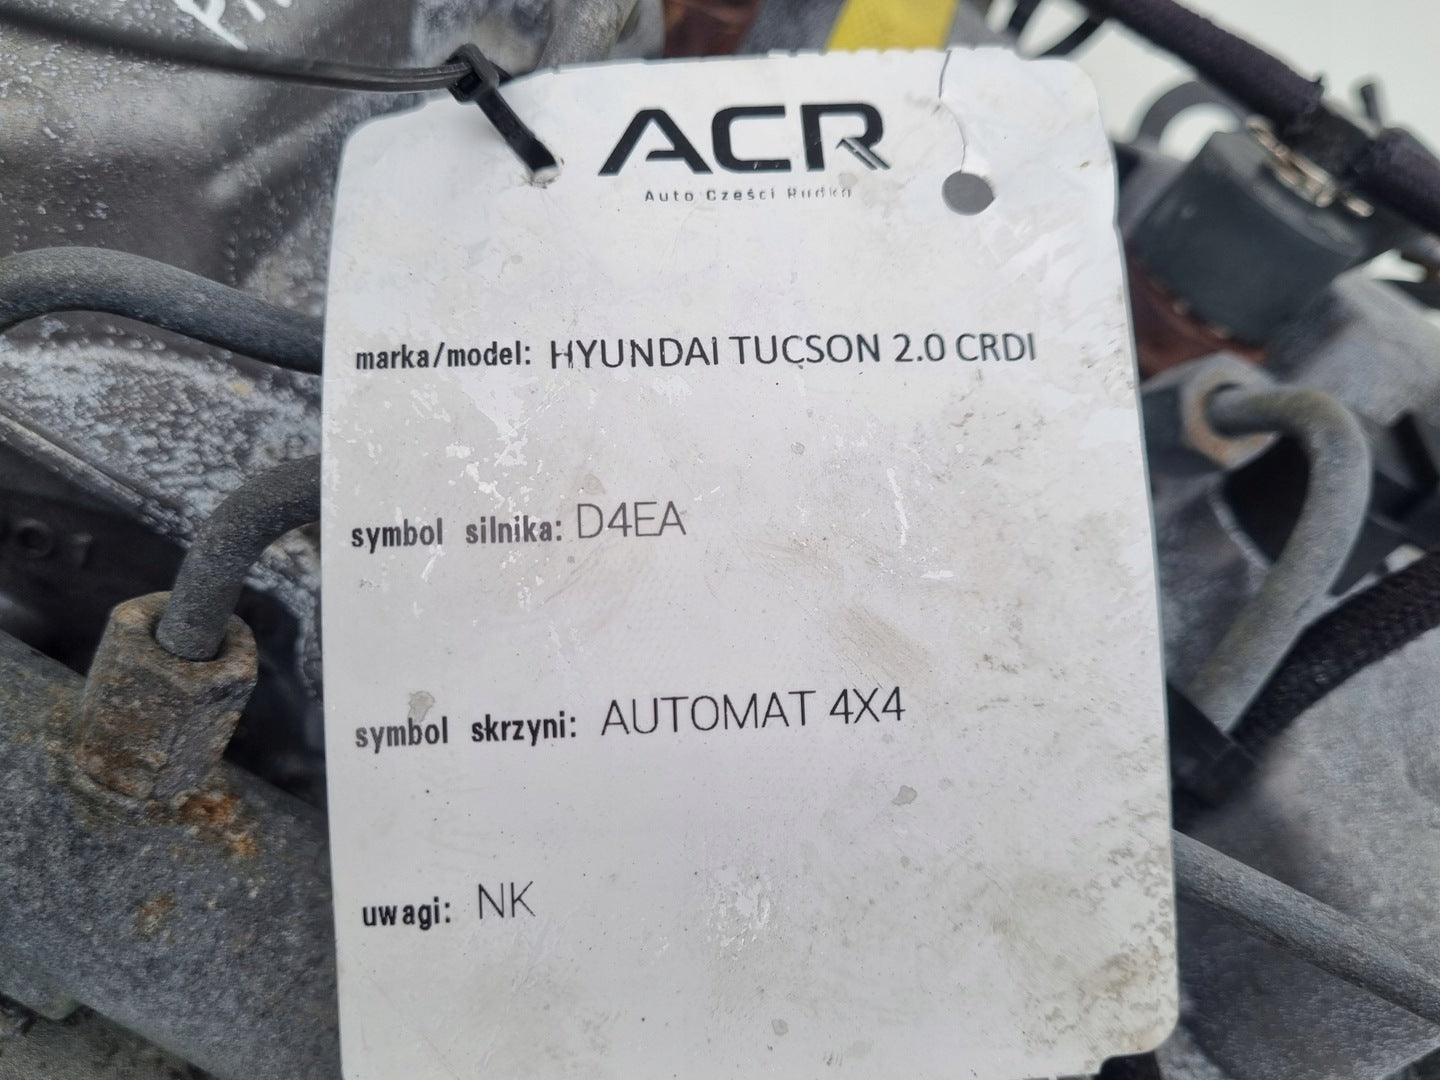 ACR
Auto Części Rudka
marka/model: HYUNDAI TUCSON 2.0 CRDI
symbol silnika: D4EA
symbol skrzyni: AUTOMAT 4X4
uwagi: NK